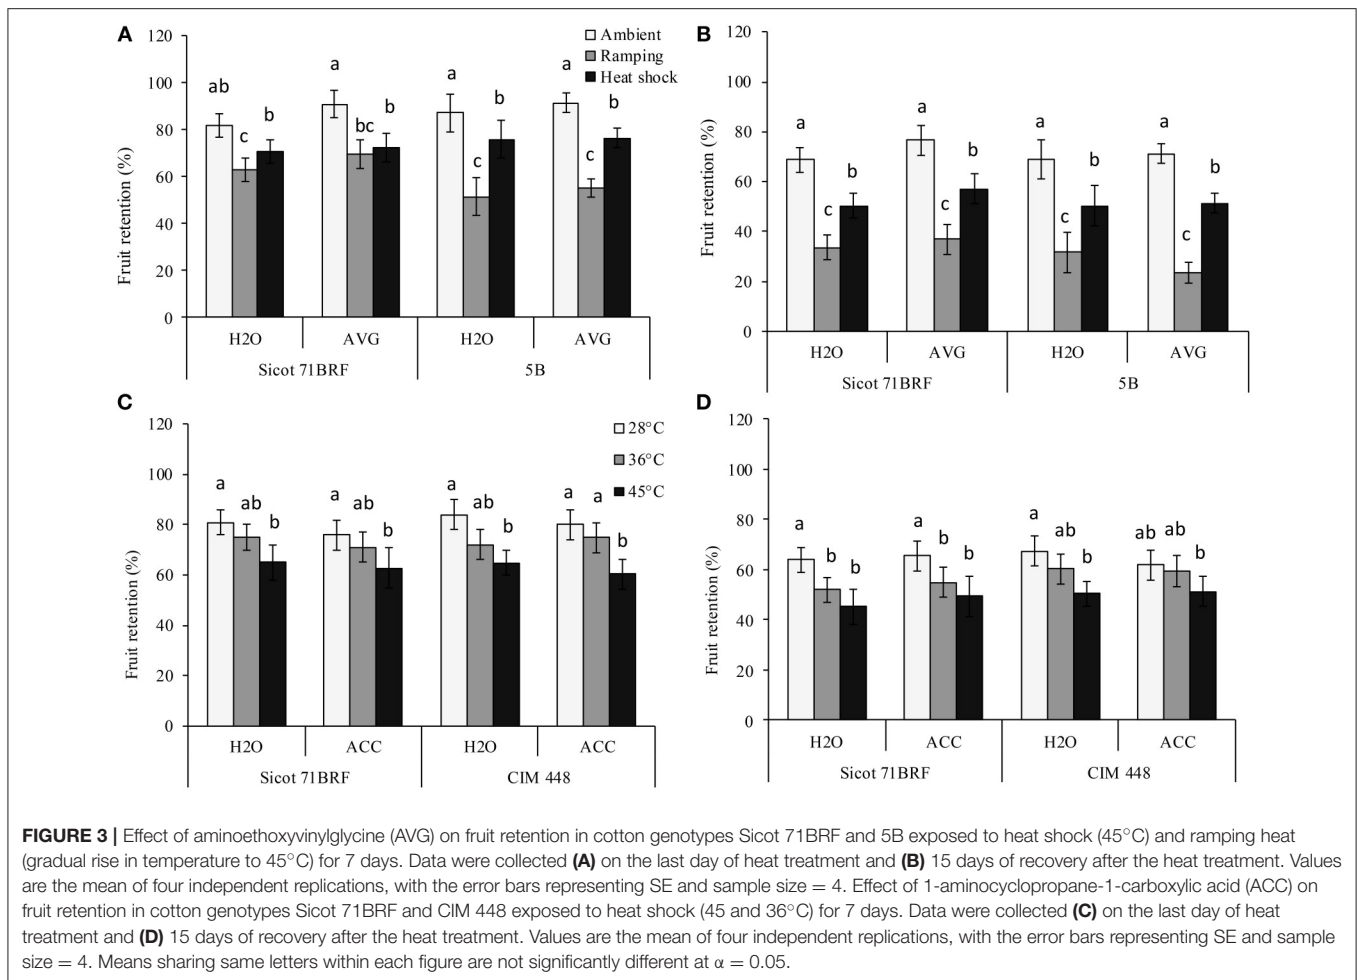 A
120
100
80
60
40
20
0
Fruit retention (%)
Ambient
Ramping
Heat shock
ab c b
a bc b
a c b
a c b
H2O AVG H2O AVG
Sicot 71BRF 5B
B
120
100
80
60
40
20
0
Fruit retention (%)
a c b
a c b
a c b
a c b
H2O AVG H2O AVG
Sicot 71BRF 5B
C
120
100
80
60
40
20
0
Fruit retention (%)
28°C
36°C
45°C
a ab b
a ab b
a ab b
a a b
H2O ACC H2O ACC
Sicot 71BRF CIM 448
D
120
100
80
60
40
20
0
Fruit retention (%)
a b b
a b b
a ab b
ab ab b
H2O ACC H2O ACC
Sicot 71BRF CIM 448
FIGURE 3 | Effect of aminoethoxyvinylglycine (AVG) on fruit retention in cotton genotypes Sicot 71BRF and 5B exposed to heat shock (45°C) and ramping heat
(gradual rise in temperature to 45°C) for 7 days. Data were collected (A) on the last day of heat treatment and (B) 15 days of recovery after the heat treatment. Values
are the mean of four independent replications, with the error bars representing SE and sample size = 4. Effect of 1-aminocyclopropane-1-carboxylic acid (ACC) on
fruit retention in cotton genotypes Sicot 71BRF and CIM 448 exposed to heat shock (45 and 36°C) for 7 days. Data were collected (C) on the last day of heat
treatment and (D) 15 days of recovery after the heat treatment. Values are the mean of four independent replications, with the error bars representing SE and sample
size = 4. Means sharing same letters within each figure are not significantly different at α = 0.05.